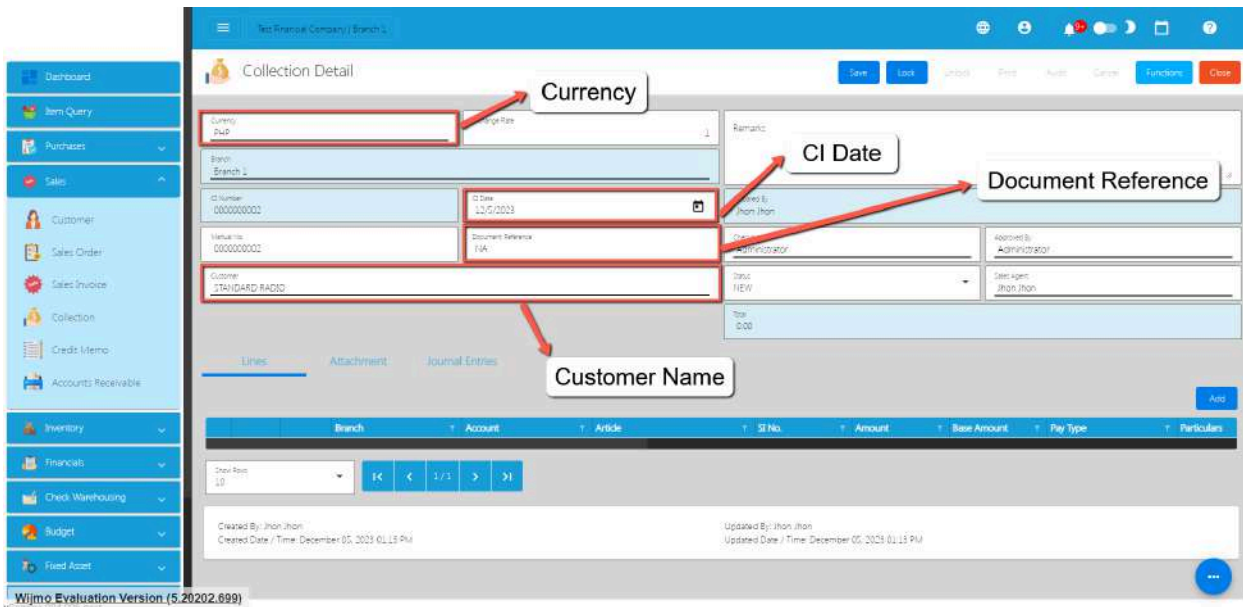 Test Financial Company / Branch 1
9+
Dashboard
Item Query
Purchases
Sales
Customer
Sales Order
Sales Invoice
Collection
Credit Memo
Accounts Receivable
Inventory
Financials
Check Warehousing
Budget
Fixed Asset
Wijmo Evaluation Version (5.20202.699)
Collection Detail
Save
Lock
Unlock
Print
Audit
Cancel
Functions
Close
Currency
CI Date
Document Reference
Customer Name
Currency
PHP
1
Remarks
Branch
Branch 1
CI Number
0000000002
CI Date
12/5/2023
Jhon Jhon
Manual No.
0000000002
Document Reference
NA
Administrator
Approved By
Administrator
Customer
STANDARD RADIO
Status
NEW
Sales Agent
Jhon Jhon
Total
0.00
Lines
Attachment
Journal Entries
Add
Branch
Account
Article
SI No.
Amount
Base Amount
Pay Type
Particulars
Show Rows
10
1 / 1
Created By: Jhon Jhon
Created Date / Time: December 05, 2023 01:15 PM
Updated By: Jhon Jhon
Updated Date / Time: December 05, 2023 01:15 PM